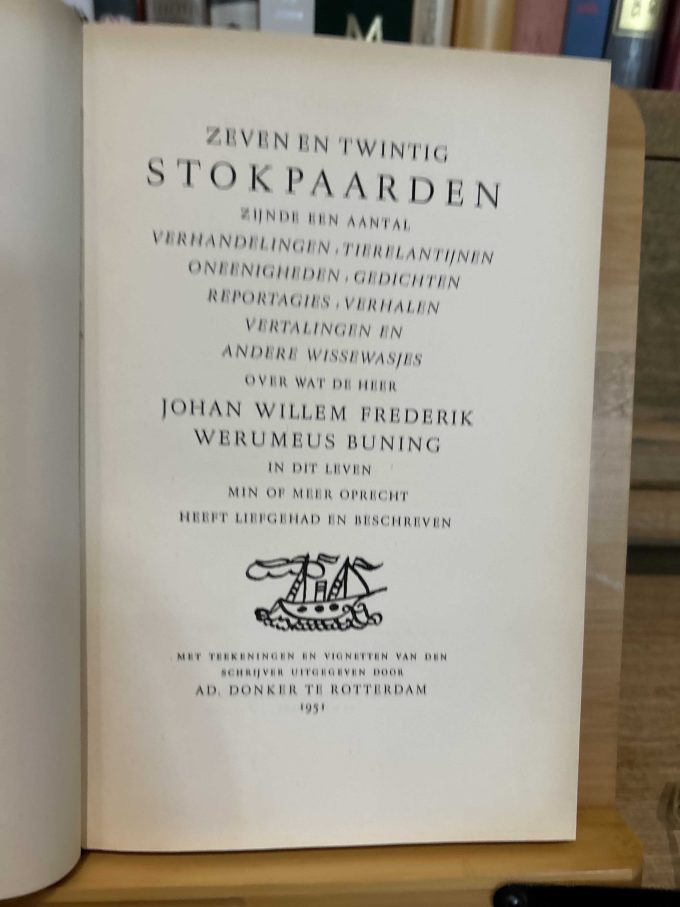 ZEVEN EN TWINTIG
STOKPAARDEN
ZIJNDE EEN AANTAL
VERHANDELINGEN, TIERELANTIJNEN
ONEENIGHEDEN, GEDICHTEN
REPORTAGIES, VERHALEN
VERTALINGEN EN
ANDERE WISSEWASJES
OVER WAT DE HEER
JOHAN WILLEM FREDERIK
WERUMEUS BUNING
IN DIT LEVEN
MIN OF MEER OPRECHT
HEEFT LIEFGEHAD EN BESCHREVEN
MET TEEKENINGEN EN VIGNETTEN VAN DEN
SCHRIJVER UITGEGEVEN DOOR
AD. DONKER TE ROTTERDAM
1951